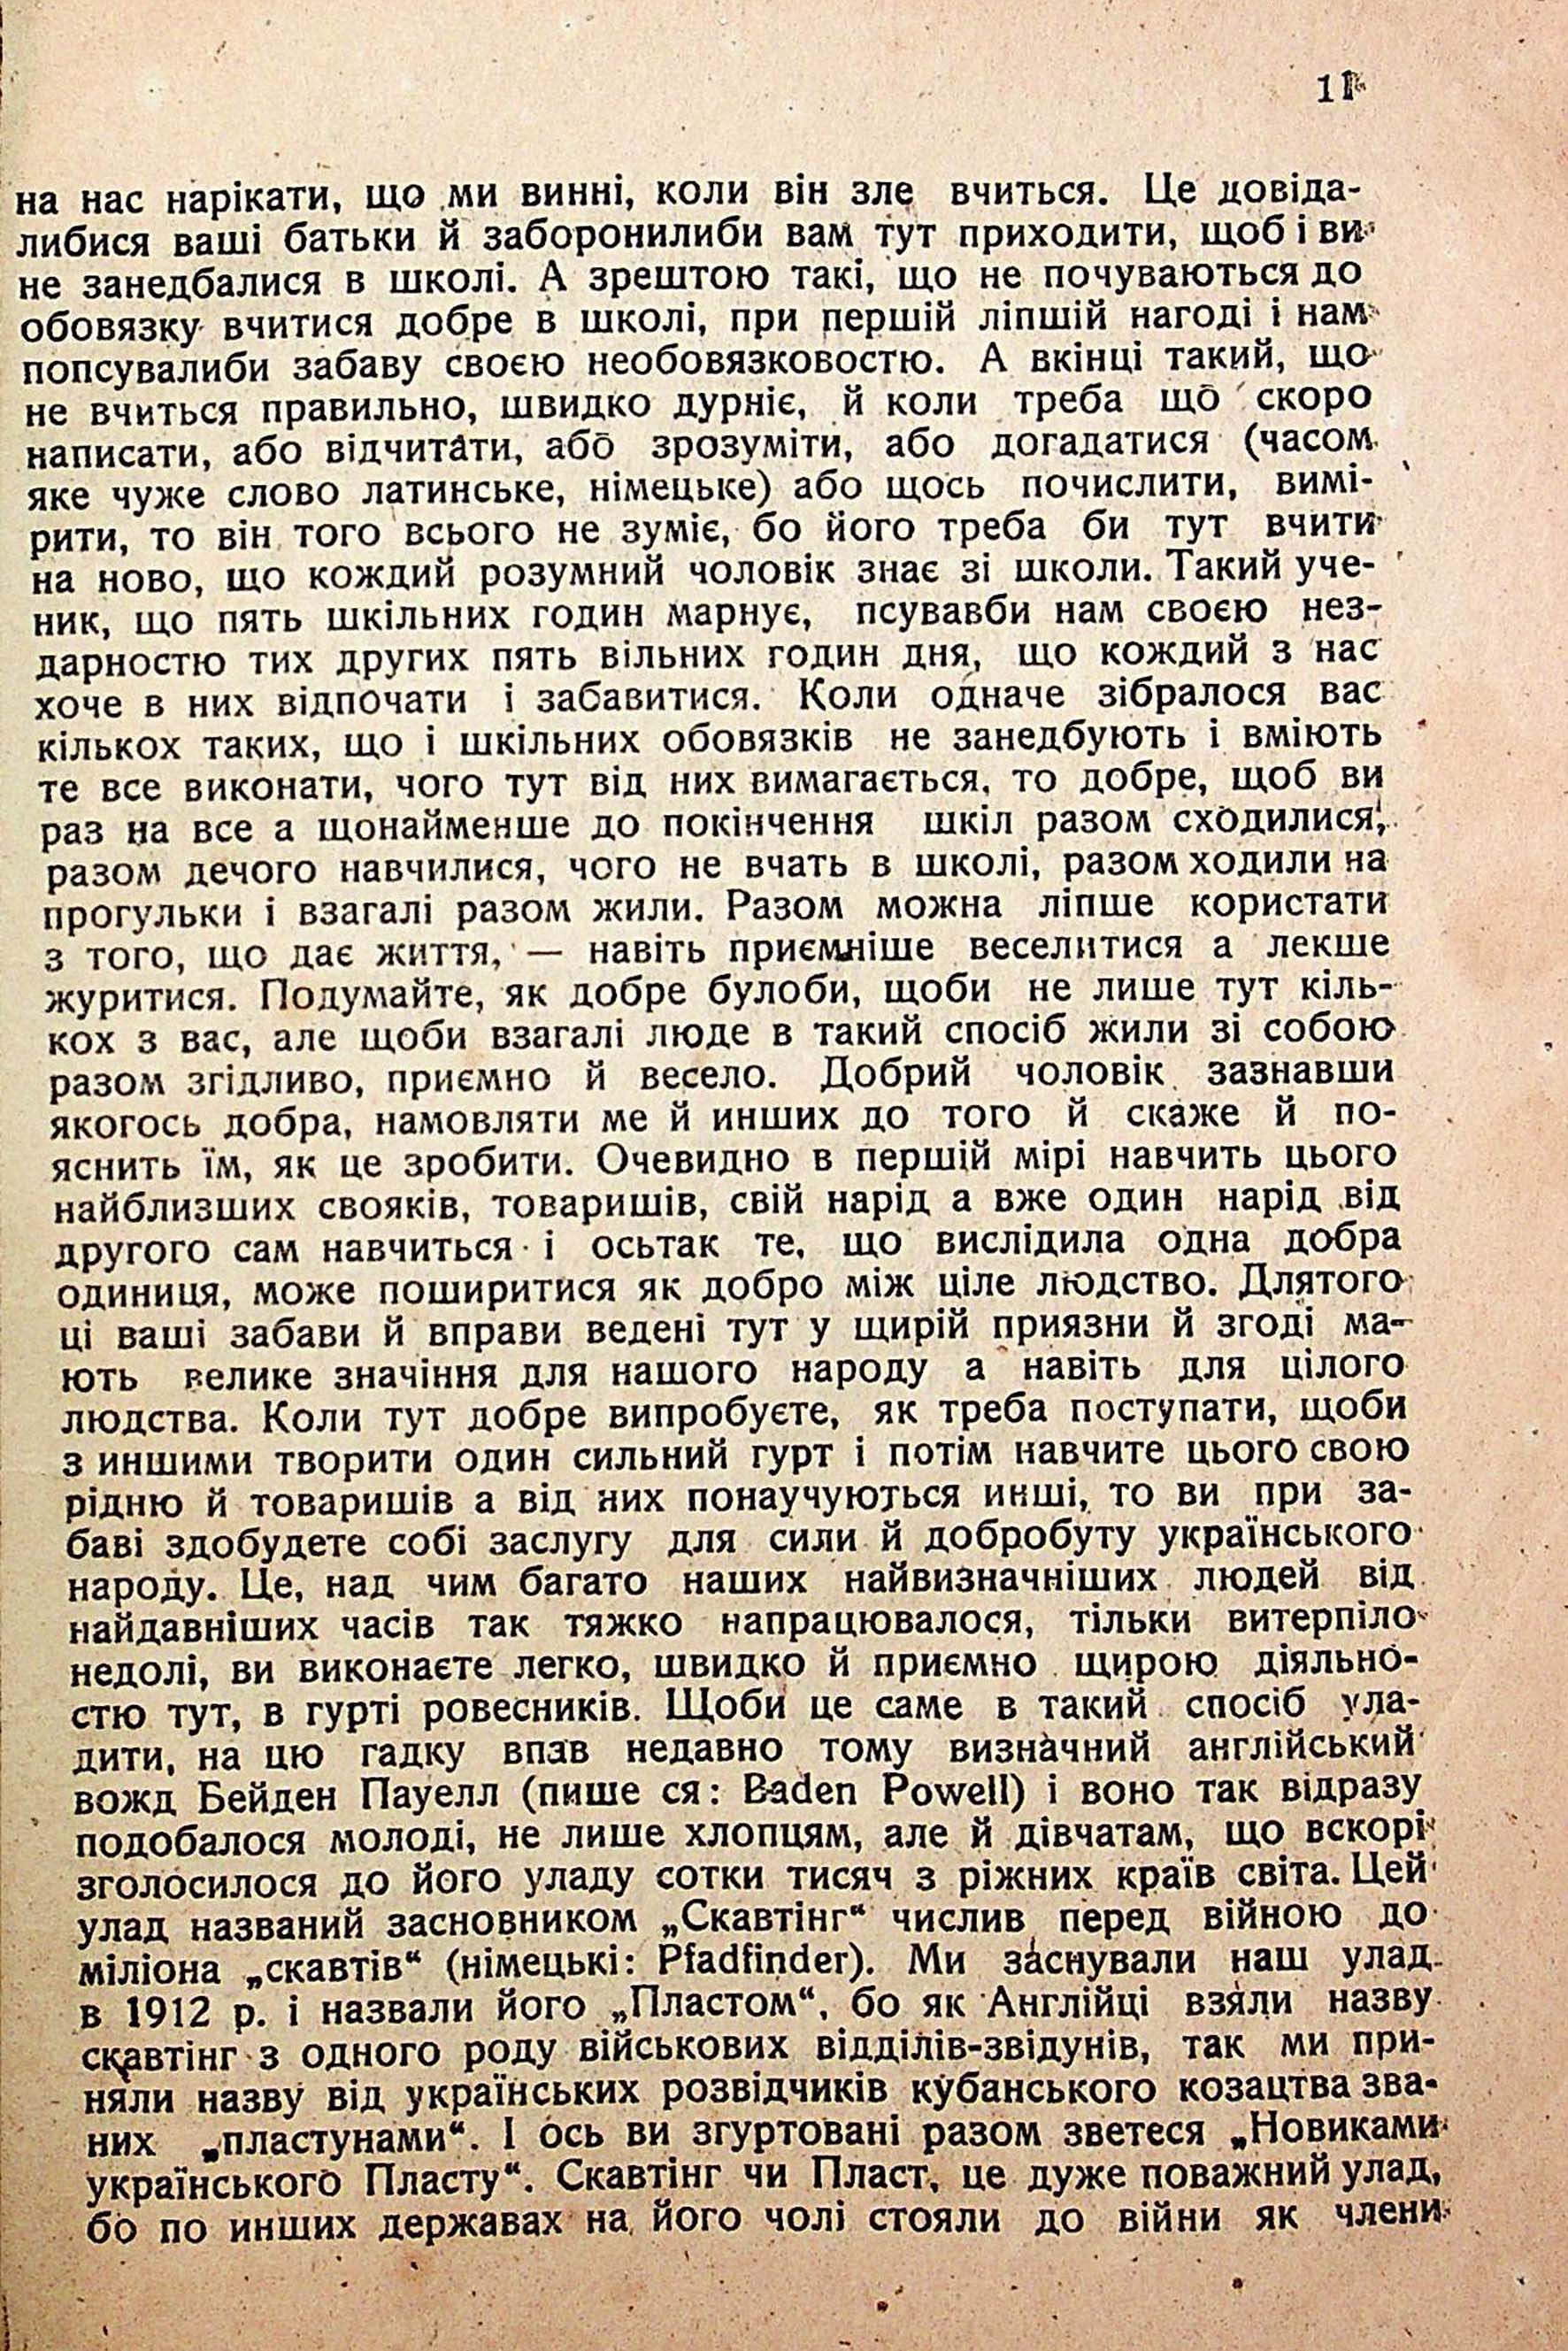 11
на нас нарікати, що ми винні, коли він зле вчиться. Це довіда-
либися ваші батьки й заборонилиби вам тут приходити, щоб і ви
не занедбалися в школі. А зрештою такі, що не почуваються до
обовязку вчитися добре в школі, при першій ліпшій нагоді і нам
попсувалиби забаву своєю необовязковостю. А вкінці такий, що
не вчиться правильно, швидко дурніє, й коли треба що скоро
написати, або відчитати, або зрозуміти, або догадатися (часом
яке чуже слово латинське, німецьке) або щось почислити, вимі-
рити, то він того всього не зуміє, бо його треба би тут вчити
на ново, що кождий розумний чоловік знає зі школи. Такий уче-
ник, що пять шкільних годин марнує, псувавби нам своєю нез-
дарностю тих других пять вільних годин дня, що кождий з нас
хоче в них відпочати і забавитися. Коли одначе зібралося вас
кількох таких, що і шкільних обовязків не занедбують і вміють
те все виконати, чого тут від них вимагається, то добре, щоб ви
раз на все а щонайменше до покінчення шкіл разом сходилися,
разом дечого навчилися, чого не вчать в школі, разом ходили на
прогульки і взагалі разом жили. Разом можна ліпше користати
з того, що дає життя, — навіть приємніше веселитися а лекше
журитися. Подумайте, як добре булоби, щоби не лише тут кіль-
кох з вас, але щоби взагалі люде в такий спосіб жили зі собою
разом згідливо, приємно й весело. Добрий чоловік зазнавши
якогось добра, намовляти ме й инших до того й скаже й по-
яснить їм, як це зробити. Очевидно в першій мірі навчить цього
найблизших свояків, товаришів, свій нарід а вже один нарід від
другого сам навчиться і осьтак те, що вислідила одна добра
одиниця, може поширитися як добро між ціле людство. Длятого
ці ваші забави й вправи ведені тут у щирій приязни й згоді ма-
ють велике значіння для нашого народу а навіть для цілого
людства. Коли тут добре випробуєте, як треба поступати, щоби
з иншими творити один сильний гурт і потім навчите цього свою
рідню й товаришів а від них понаучуються инші, то ви при за-
баві здобудете собі заслугу для сили й добробуту українського
народу. Це, над чим багато наших найвизначніших людей від
найдавніших часів так тяжко напрацювалося, тільки витерпіло
недолі, ви виконаєте легко, швидко й приємно щирою діяльно-
стю тут, в гурті ровесників. Щоби це саме в такий спосіб ула-
дити, на цю гадку впав недавно тому визначний англійський
вожд Бейден Пауелл (пише ся: Baden Powell) і воно так відразу
подобалося молоді, не лише хлопцям, але й дівчатам, що вскорі
зголосилося до його уладу сотки тисяч з ріжних країв світа. Цей
улад названий засновником „Скавтінг“ числив перед війною до
міліона „скавтів“ (німецькі: Pfadfinder). Ми заснували наш улад
в 1912 р. і назвали його „Пластом“, бо як Англійці взяли назву
скавтінг з одного роду військових відділів-звідунів, так ми при-
няли назву від українських розвідчиків кубанського козацтва зва-
них „пластунами“. І ось ви згуртовані разом зветеся „Новиками
українського Пласту“. Скавтінг чи Пласт, це дуже поважний улад,
бо по инших державах на його чолі стояли до війни як члени